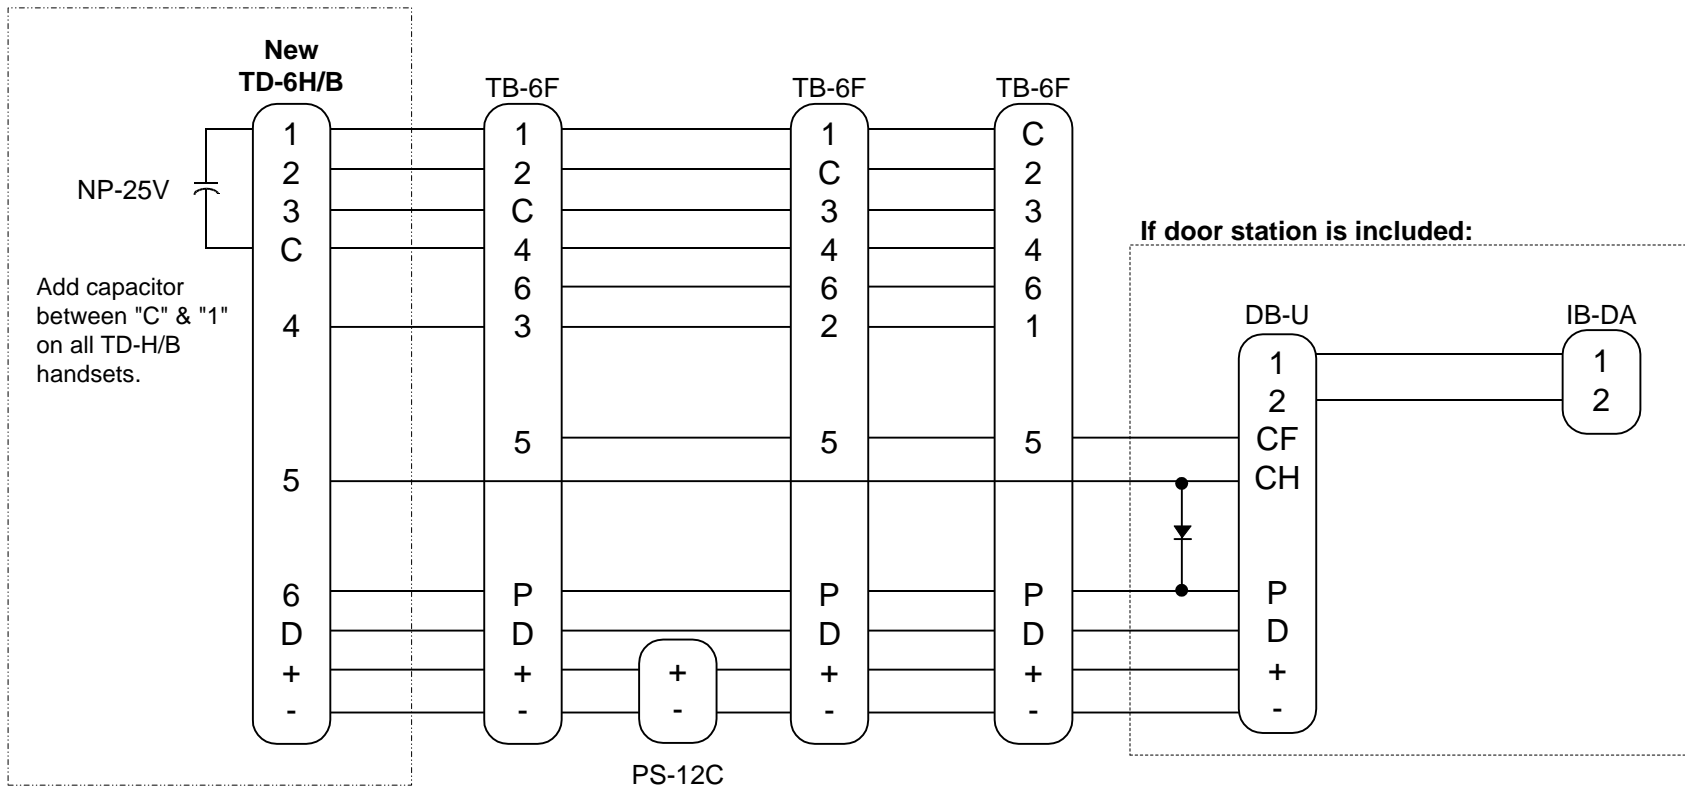 New
TD-6H/B
TB-6F
TB-6F
TB-6F
1
2
3
C
4
5
6
D
+
-
NP-25V
Add capacitor
between "C" & "1"
on all TD-H/B
handsets.
1
2
C
4
6
3
5
P
D
+
-
+
-
PS-12C
1
C
3
4
6
2
5
P
D
+
-
C
2
3
4
6
1
5
P
D
+
-
If door station is included:
DB-U
1
2
CF
CH
P
D
+
-
IB-DA
1
2